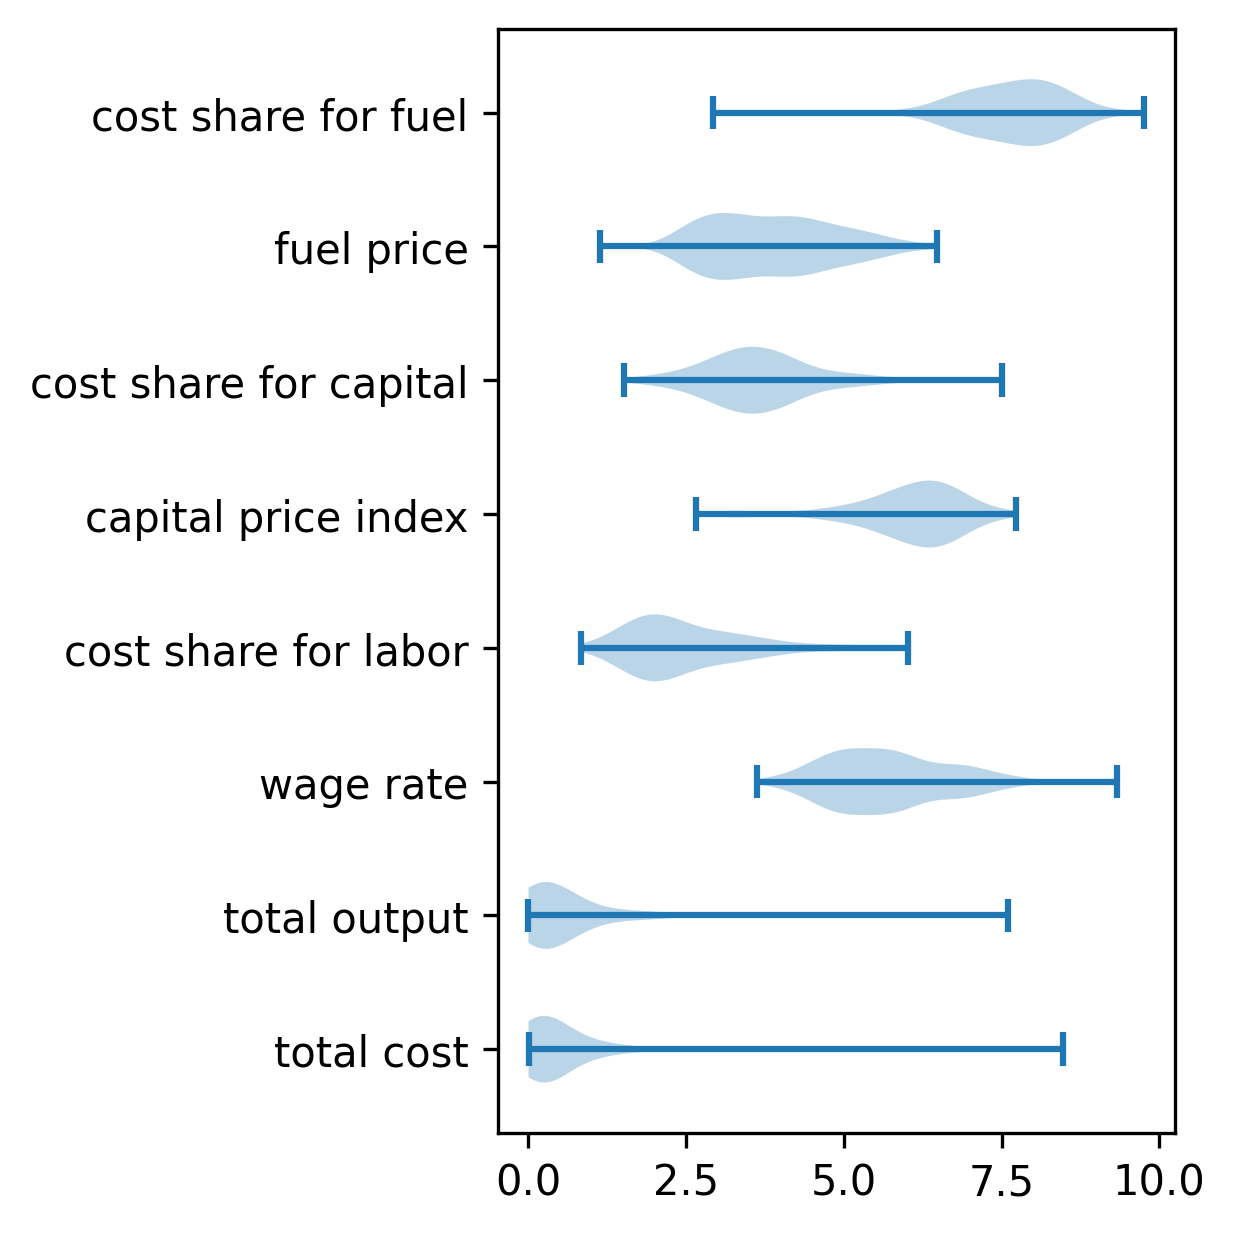 cost share for fuel
fuel price
cost share for capital
capital price index
cost share for labor
wage rate
total output
total cost
0.0 2.5 5.0 7.5 10.0